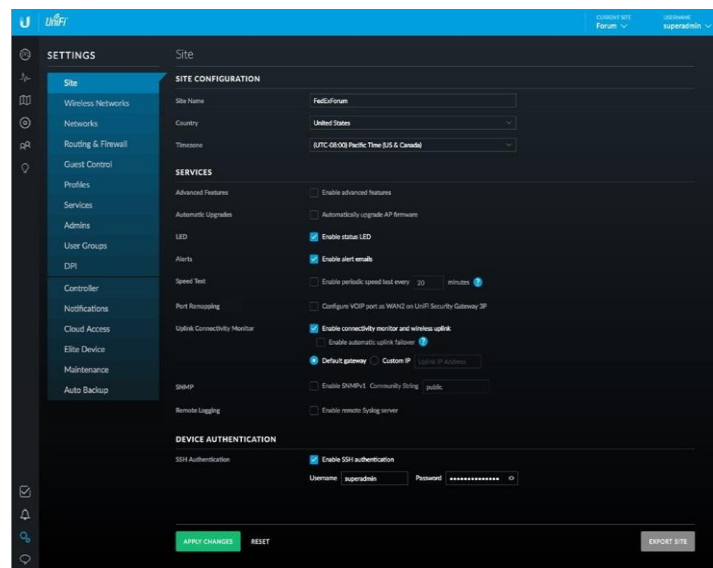 UniFi
CURRENT SITE
Forum
USERNAME
superadmin
SETTINGS
Site
Wireless Networks
Networks
Routing & Firewall
Guest Control
Profiles
Services
Admins
User Groups
DPI
Controller
Notifications
Cloud Access
Elite Device
Maintenance
Auto Backup
Site
SITE CONFIGURATION
Site Name FedExForum
Country United States
Timezone (UTC-08:00) Pacific Time (US & Canada)
SERVICES
Advanced Features Enable advanced features
Automatic Upgrades Automatically upgrade AP firmware
LED Enable status LED
Alerts Enable alert emails
Speed Test Enable periodic speed test every 20 minutes ?
Port Remapping Configure VOIP port as WAN2 on UniFi Security Gateway 3P
Uplink Connectivity Monitor Enable connectivity monitor and wireless uplink
Enable automatic uplink failover ?
Default gateway Custom IP Uplink IP Address
SNMP Enable SNMPv1 Community String public
Remote Logging Enable remote Syslog server
DEVICE AUTHENTICATION
SSH Authentication Enable SSH authentication
Username superadmin Password
APPLY CHANGES RESET EXPORT SITE